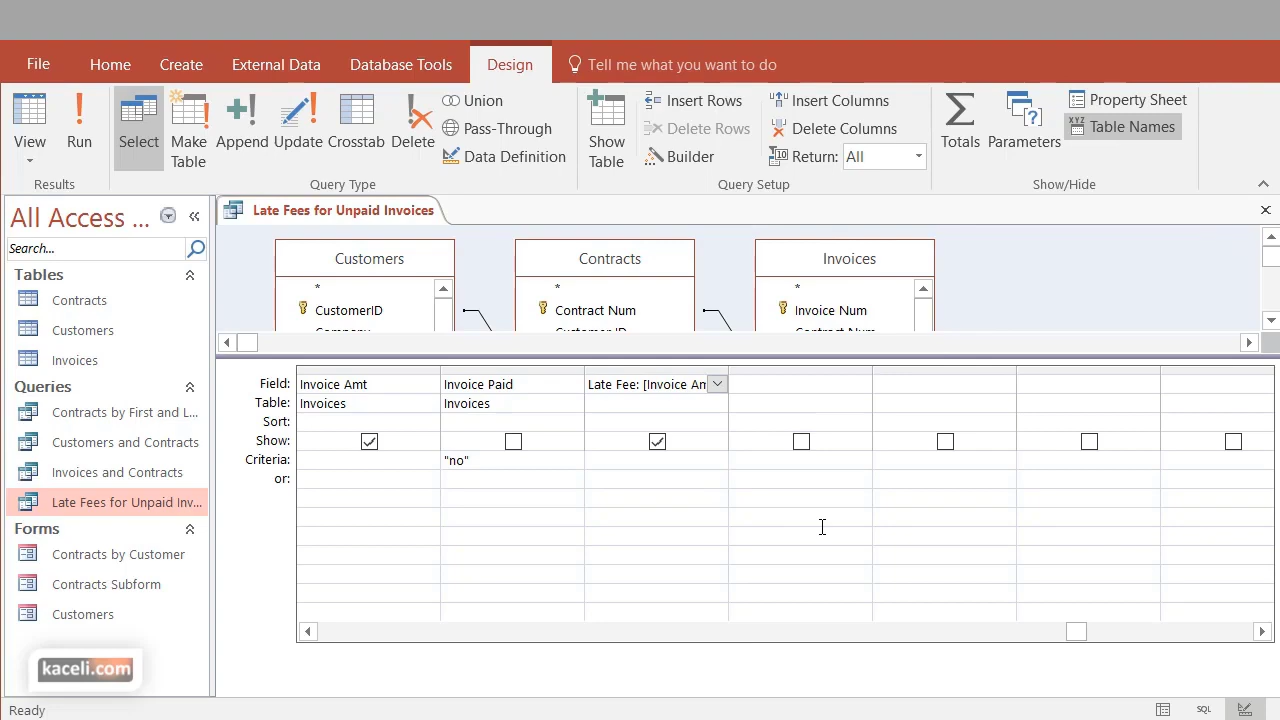 File Home Create External Data Database Tools Design Tell me what you want to do
View Run Select Make Table Append Update Crosstab Delete
Union
Pass-Through
Data Definition
Show Table
Insert Rows
Delete Rows
Builder
Insert Columns
Delete Columns
Return: All
Totals Parameters
Property Sheet
Table Names
Results Query Type Query Setup Show/Hide
All Access ...
Search...
Tables
Contracts
Customers
Invoices
Queries
Contracts by First and L...
Customers and Contracts
Invoices and Contracts
Late Fees for Unpaid Inv...
Forms
Contracts by Customer
Contracts Subform
Customers
kaceli.com
Late Fees for Unpaid Invoices
Customers
*
CustomerID
Contracts
*
Contract Num
Invoices
*
Invoice Num
Field: Invoice Amt Invoice Paid Late Fee: [Invoice Am
Table: Invoices Invoices
Sort:
Show:
Criteria: "no"
or:
Ready SQL